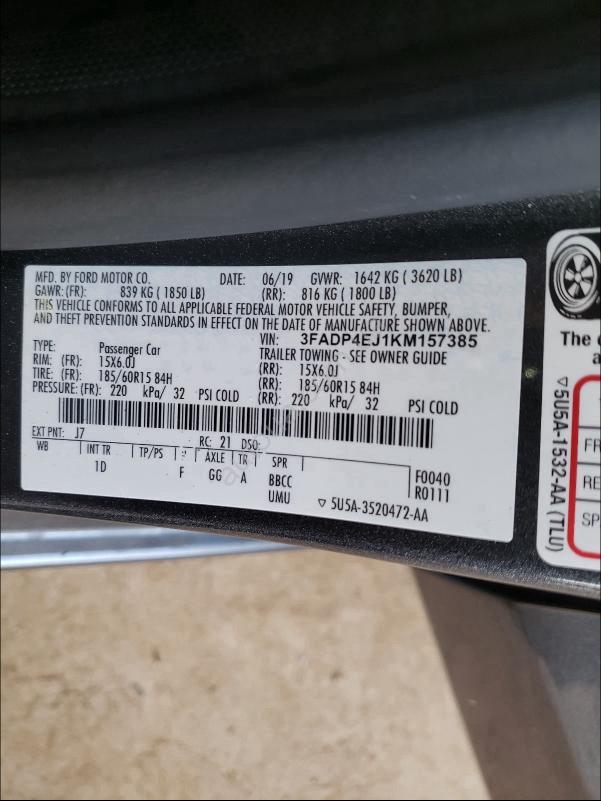 MFD. BY FORD MOTOR CO. DATE: 06/19 GVWR: 1642 KG ( 3620 LB)
GAWR: (FR): 839 KG ( 1850 LB) (RR): 816 KG ( 1800 LB)
THIS VEHICLE CONFORMS TO ALL APPLICABLE FEDERAL MOTOR VEHICLE SAFETY, BUMPER,
AND THEFT PREVENTION STANDARDS IN EFFECT ON THE DATE OF MANUFACTURE SHOWN ABOVE.
VIN: 3FADP4EJ1KM157385
TYPE: Passenger Car TRAILER TOWING - SEE OWNER GUIDE
RIM: (FR): 15X6.0J (RR): 15X6.0J
TIRE: (FR): 185/60R15 84H (RR): 185/60R15 84H
PRESSURE: (FR): 220 kPa/ 32 PSI COLD (RR): 220 kPa/ 32 PSI COLD
EXT PNT: J7 RC: 21 DSO:
WB INT TR TP/PS AXLE TR SPR
1D F GG A BBCC F0040
UMU R0111
▽ 5U5A-3520472-AA
The
FR
RE
SP
▽5U5A-1532-AA (TLU)